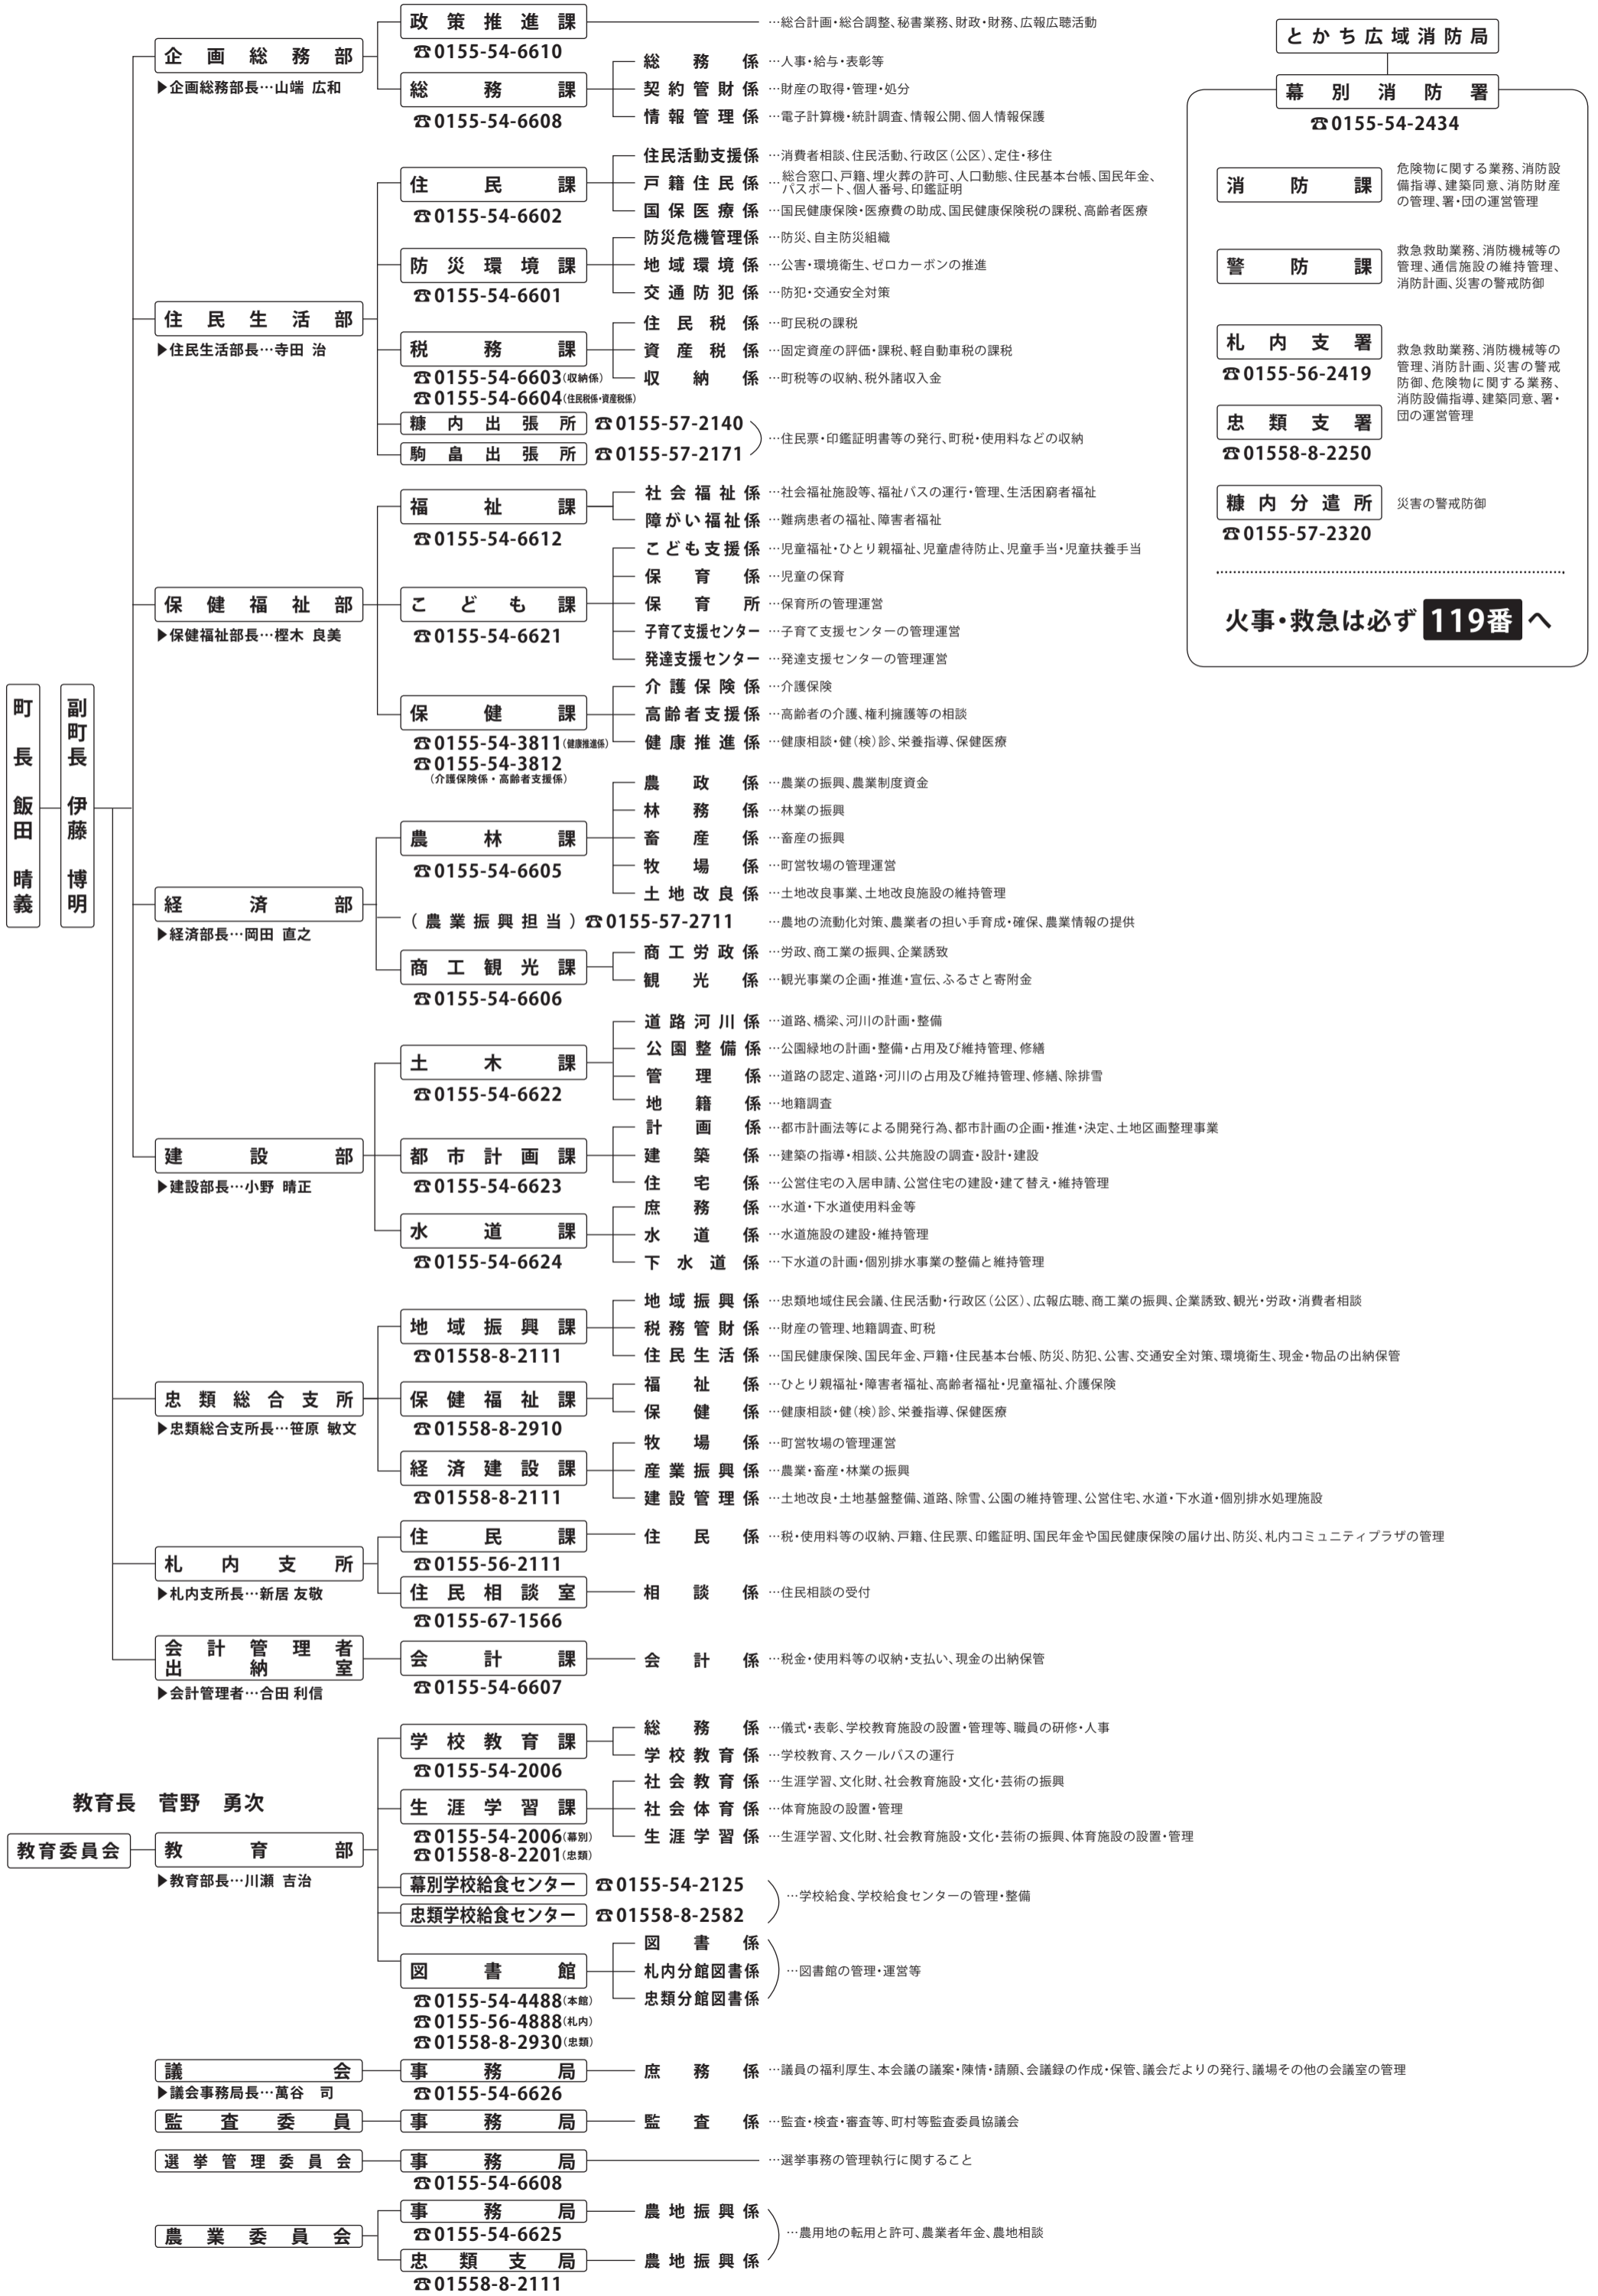 町長 飯田 晴義
副町長 伊藤 博明
企画総務部
▶企画総務部長…山端 広和
政策推進課
…総合計画・総合調整、秘書業務、財政・財務、広報広聴活動
☎0155-54-6610
総務課
☎0155-54-6608
総務係 …人事・給与・表彰等
契約管財係 …財産の取得・管理・処分
情報管理係 …電子計算機・統計調査、情報公開、個人情報保護
住民生活部
▶住民生活部長…寺田 治
住民課
☎0155-54-6602
住民活動支援係 …消費者相談、住民活動、行政区(公区)、定住・移住
戸籍住民係 …総合窓口、戸籍、埋火葬の許可、人口動態、住民基本台帳、国民年金、
パスポート、個人番号、印鑑証明
国保医療係 …国民健康保険・医療費の助成、国民健康保険税の課税、高齢者医療
防災環境課
☎0155-54-6601
防災危機管理係 …防災、自主防災組織
地域環境係 …公害・環境衛生、ゼロカーボンの推進
交通防犯係 …防犯・交通安全対策
税務課
☎0155-54-6603(収納係)
☎0155-54-6604(住民税係・資産税係)
住民税係 …町民税の課税
資産税係 …固定資産の評価・課税、軽自動車税の課税
収納係 …町税等の収納、税外諸収入金
糠内出張所 ☎0155-57-2140
駒畠出張所 ☎0155-57-2171
…住民票・印鑑証明書等の発行、町税・使用料などの収納
保健福祉部
▶保健福祉部長…樫木 良美
福祉課
☎0155-54-6612
社会福祉係 …社会福祉施設等、福祉バスの運行・管理、生活困窮者福祉
障がい福祉係 …難病患者の福祉、障害者福祉
こども課
☎0155-54-6621
こども支援係 …児童福祉・ひとり親福祉、児童虐待防止、児童手当・児童扶養手当
保育係 …児童の保育
保育所 …保育所の管理運営
子育て支援センター …子育て支援センターの管理運営
発達支援センター …発達支援センターの管理運営
保健課
☎0155-54-3811(健康推進係)
☎0155-54-3812
(介護保険係・高齢者支援係)
介護保険係 …介護保険
高齢者支援係 …高齢者の介護、権利擁護等の相談
健康推進係 …健康相談・健(検)診、栄養指導、保健医療
経済部
▶経済部長…岡田 直之
農林課
☎0155-54-6605
農政係 …農業の振興、農業制度資金
林務係 …林業の振興
畜産係 …畜産の振興
牧場係 …町営牧場の管理運営
土地改良係 …土地改良事業、土地改良施設の維持管理
(農業振興担当)☎0155-57-2711 …農地の流動化対策、農業者の担い手育成・確保、農業情報の提供
商工観光課
☎0155-54-6606
商工労政係 …労政、商工業の振興、企業誘致
観光係 …観光事業の企画・推進・宣伝、ふるさと寄附金
建設部
▶建設部長…小野 晴正
土木課
☎0155-54-6622
道路河川係 …道路、橋梁、河川の計画・整備
公園整備係 …公園緑地の計画・整備・占用及び維持管理、修繕
管理係 …道路の認定、道路・河川の占用及び維持管理、修繕、除排雪
地籍係 …地籍調査
都市計画課
☎0155-54-6623
計画係 …都市計画法等による開発行為、都市計画の企画・推進・決定、土地区画整理事業
建築係 …建築の指導・相談、公共施設の調査・設計・建設
住宅係 …公営住宅の入居申請、公営住宅の建設・建て替え・維持管理
水道課
☎0155-54-6624
庶務係 …水道・下水道使用料金等
水道係 …水道施設の建設・維持管理
下水道係 …下水道の計画・個別排水事業の整備と維持管理
忠類総合支所
▶忠類総合支所長…笹原 敏文
地域振興課
☎01558-8-2111
地域振興係 …忠類地域住民会議、住民活動・行政区(公区)、広報広聴、商工業の振興、企業誘致、観光・労政・消費者相談
税務管財係 …財産の管理、地籍調査、町税
住民生活係 …国民健康保険、国民年金、戸籍・住民基本台帳、防災、防犯、公害、交通安全対策、環境衛生、現金・物品の出納保管
保健福祉課
☎01558-8-2910
福祉係 …ひとり親福祉・障害者福祉、高齢者福祉・児童福祉、介護保険
保健係 …健康相談・健(検)診、栄養指導、保健医療
経済建設課
☎01558-8-2111
牧場係 …町営牧場の管理運営
産業振興係 …農業・畜産・林業の振興
建設管理係 …土地改良・土地基盤整備、道路、除雪、公園の維持管理、公営住宅、水道・下水道・個別排水処理施設
札内支所
▶札内支所長…新居 友敬
住民課
☎0155-56-2111
住民係 …税・使用料等の収納、戸籍、住民票、印鑑証明、国民年金や国民健康保険の届け出、防災、札内コミュニティプラザの管理
住民相談室
☎0155-67-1566
相談係 …住民相談の受付
会計管理者
出納室
▶会計管理者…合田 利信
会計課
☎0155-54-6607
会計係 …税金・使用料等の収納・支払い、現金の出納保管
教育長 菅野 勇次
教育委員会
教育部
▶教育部長…川瀬 吉治
学校教育課
☎0155-54-2006
総務係 …儀式・表彰、学校教育施設の設置・管理等、職員の研修・人事
学校教育係 …学校教育、スクールバスの運行
生涯学習課
☎0155-54-2006(幕別)
☎01558-8-2201(忠類)
社会教育係 …生涯学習、文化財、社会教育施設・文化・芸術の振興
社会体育係 …体育施設の設置・管理
生涯学習係 …生涯学習、文化財、社会教育施設・文化・芸術の振興、体育施設の設置・管理
幕別学校給食センター ☎0155-54-2125
忠類学校給食センター ☎01558-8-2582
…学校給食、学校給食センターの管理・整備
図書館
☎0155-54-4488(本館)
☎0155-56-4888(札内)
☎01558-8-2930(忠類)
図書係
札内分館図書係
忠類分館図書係
…図書館の管理・運営等
議会
▶議会事務局長…萬谷 司
事務局
☎0155-54-6626
庶務係 …議員の福利厚生、本会議の議案・陳情・請願、会議録の作成・保管、議会だよりの発行、議場その他の会議室の管理
監査委員
事務局
監査係 …監査・検査・審査等、町村等監査委員協議会
選挙管理委員会
事務局
☎0155-54-6608
…選挙事務の管理執行に関すること
農業委員会
事務局
☎0155-54-6625
農地振興係
忠類支局
☎01558-8-2111
農地振興係
…農用地の転用と許可、農業者年金、農地相談
とかち広域消防局
幕別消防署
☎0155-54-2434
消防課
危険物に関する業務、消防設
備指導、建築同意、消防財産
の管理、署・団の運営管理
警防課
救急救助業務、消防機械等の
管理、通信施設の維持管理、
消防計画、災害の警戒防御
札内支署
☎0155-56-2419
忠類支署
☎01558-8-2250
救急救助業務、消防機械等の
管理、消防計画、災害の警戒
防御、危険物に関する業務、
消防設備指導、建築同意、署・
団の運営管理
糠内分遣所
☎0155-57-2320
災害の警戒防御
火事・救急は必ず119番へ